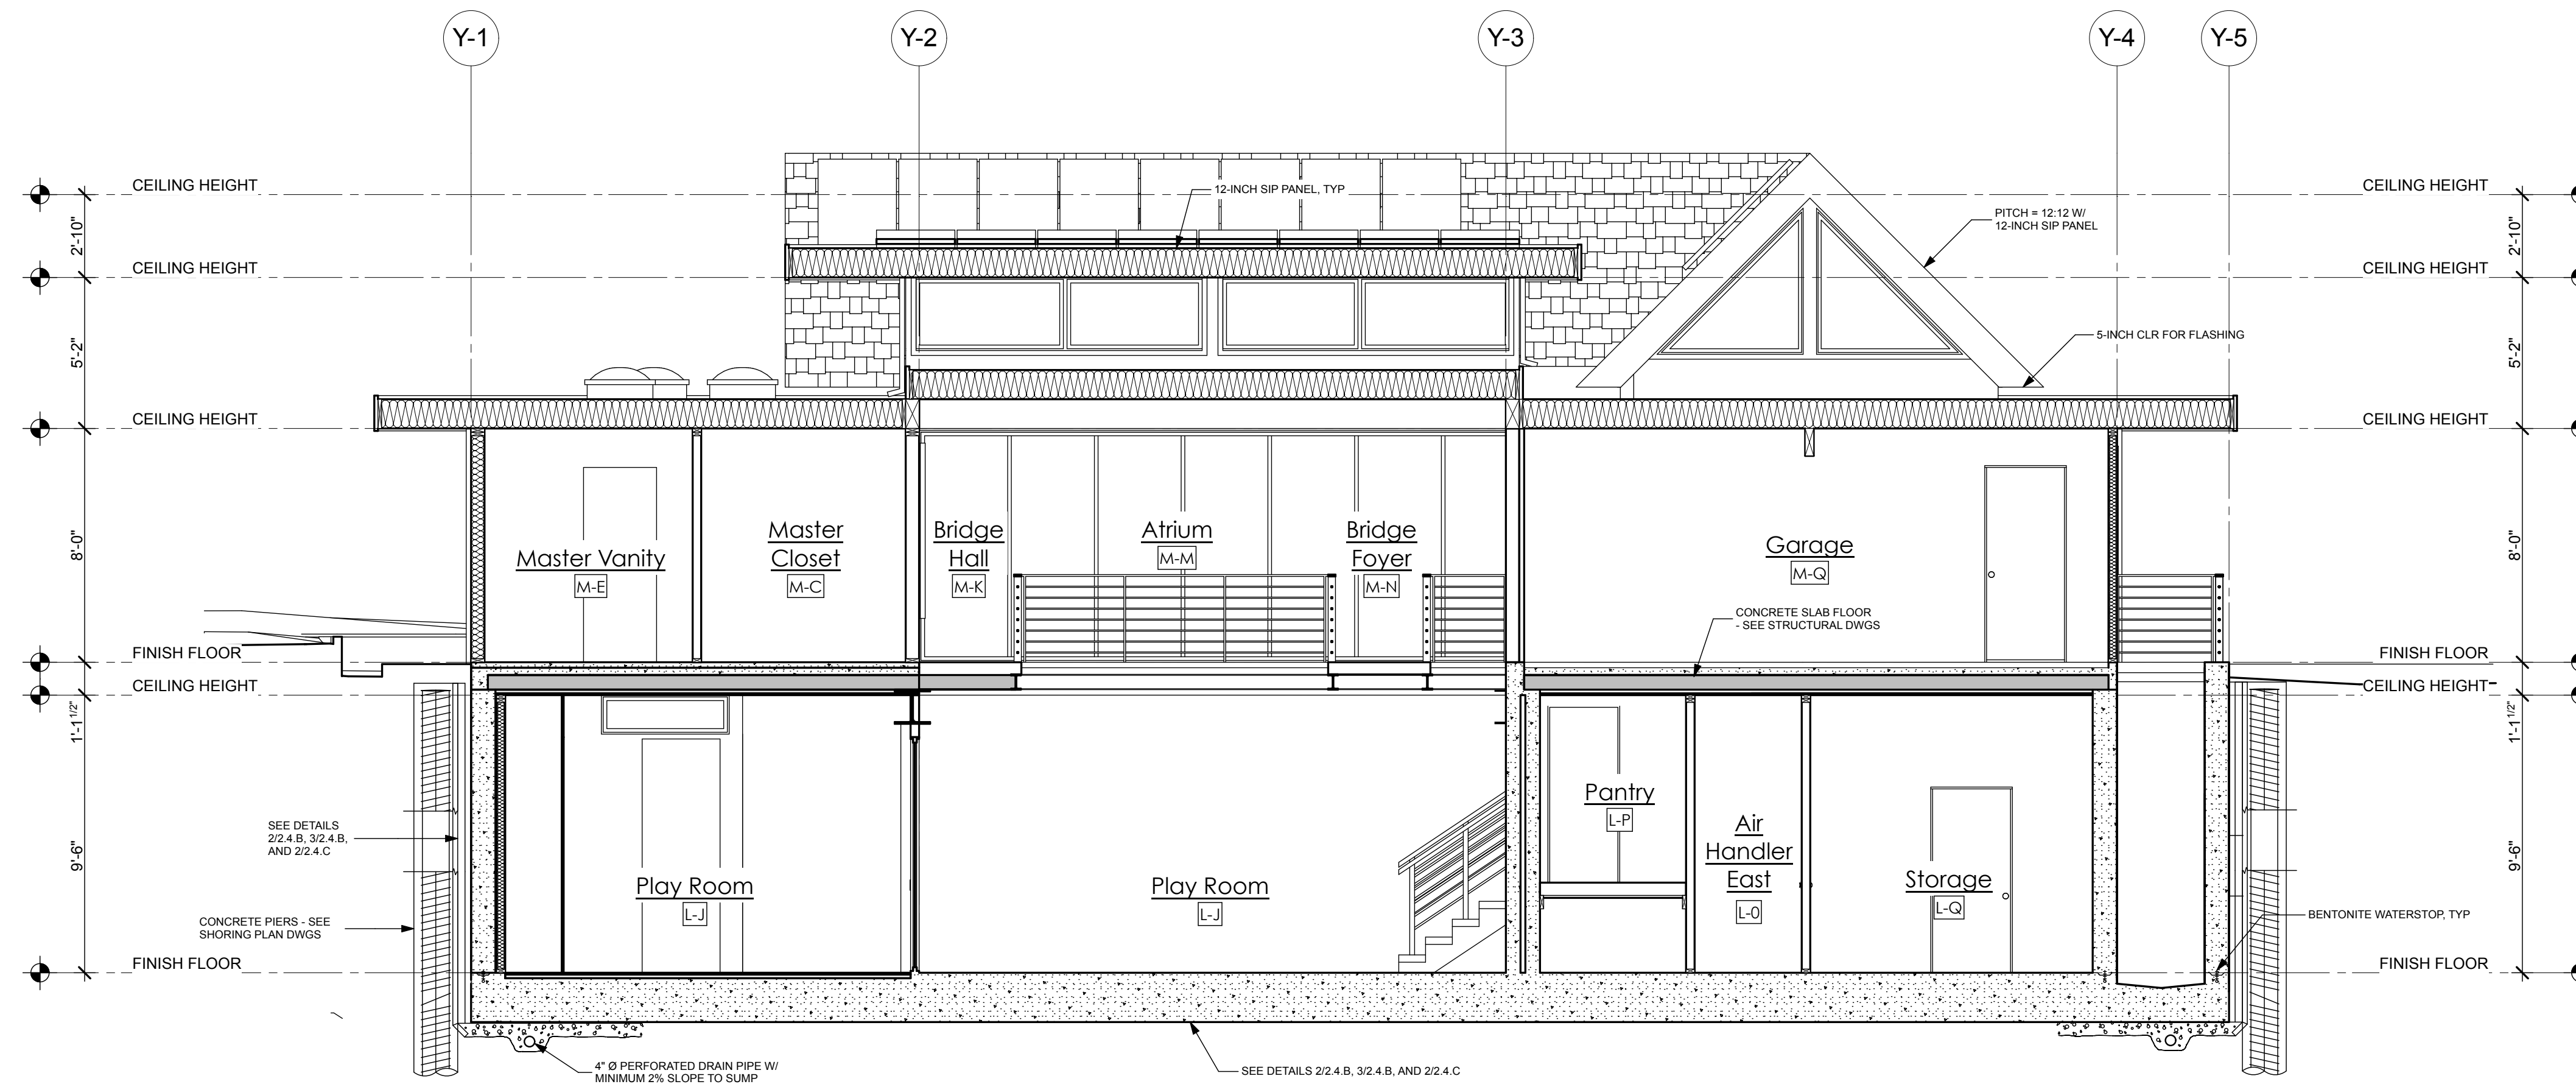 Y-1
Y-2
Y-3
Y-4
Y-5
CEILING HEIGHT
CEILING HEIGHT
12-INCH SIP PANEL, TYP
PITCH = 12:12 W/
12-INCH SIP PANEL
2'-10"
2'-10"
CEILING HEIGHT
CEILING HEIGHT
5'-2"
5'-2"
5-INCH CLR FOR FLASHING
CEILING HEIGHT
CEILING HEIGHT
8'-0"
8'-0"
Master Vanity
M-E
Master
Closet
M-C
Bridge
Hall
M-K
Atrium
M-M
Bridge
Foyer
M-N
Garage
M-Q
CONCRETE SLAB FLOOR
- SEE STRUCTURAL DWGS
FINISH FLOOR
FINISH FLOOR
CEILING HEIGHT
CEILING HEIGHT
1'-1 1/2"
1'-1 1/2"
9'-6"
9'-6"
SEE DETAILS
2/2.4.B, 3/2.4.B,
AND 2/2.4.C
CONCRETE PIERS - SEE
SHORING PLAN DWGS
Play Room
L-J
Play Room
L-J
Pantry
L-P
Air
Handler
East
L-0
Storage
L-Q
BENTONITE WATERSTOP, TYP
FINISH FLOOR
FINISH FLOOR
4" Ø PERFORATED DRAIN PIPE W/
MINIMUM 2% SLOPE TO SUMP
SEE DETAILS 2/2.4.B, 3/2.4.B, AND 2/2.4.C